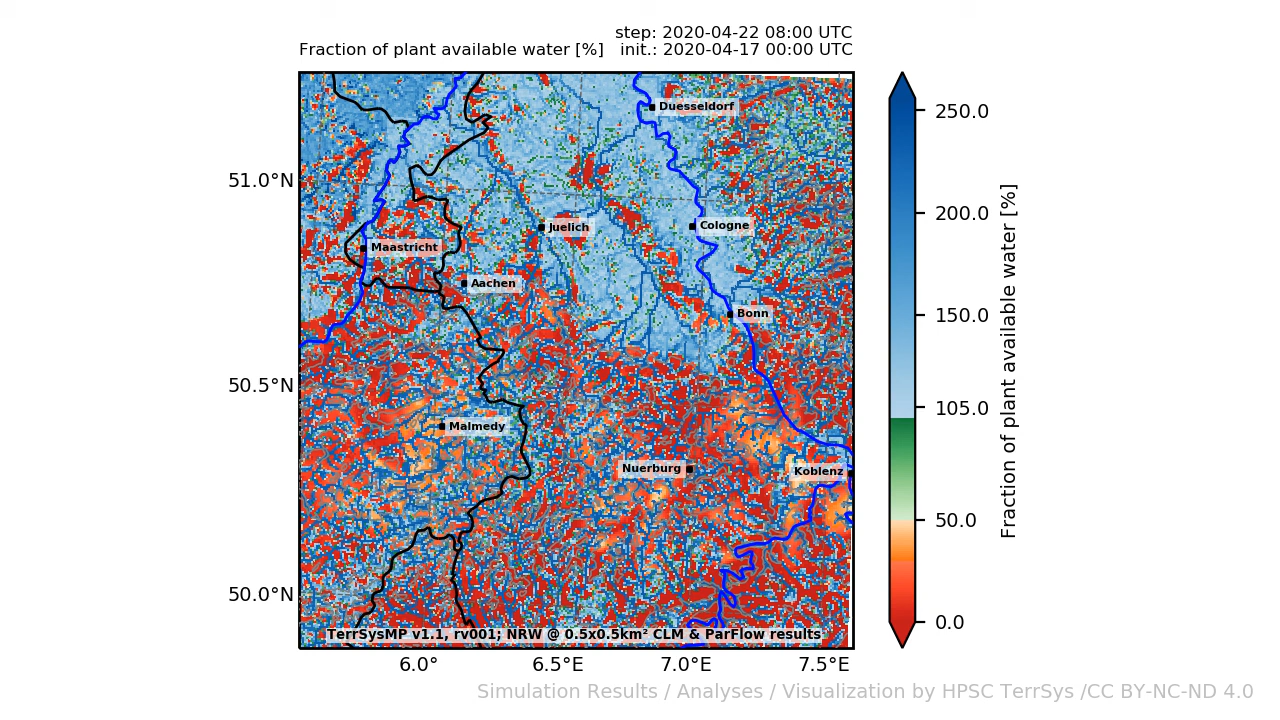 step: 2020-04-22 08:00 UTC
Fraction of plant available water [%] init.: 2020-04-17 00:00 UTC
Duesseldorf
51.0°N
Juelich
Cologne
Maastricht
Aachen
Bonn
50.5°N
Malmedy
Nuerburg
Koblenz
50.0°N
TerrSysMP v1.1, rv001; NRW @ 0.5x0.5km² CLM & ParFlow results
6.0°
6.5°E
7.0°E
7.5°E
250.0
200.0
150.0
105.0
50.0
0.0
Fraction of plant available water [%]
Simulation Results / Analyses / Visualization by HPSC TerrSys /CC BY-NC-ND 4.0